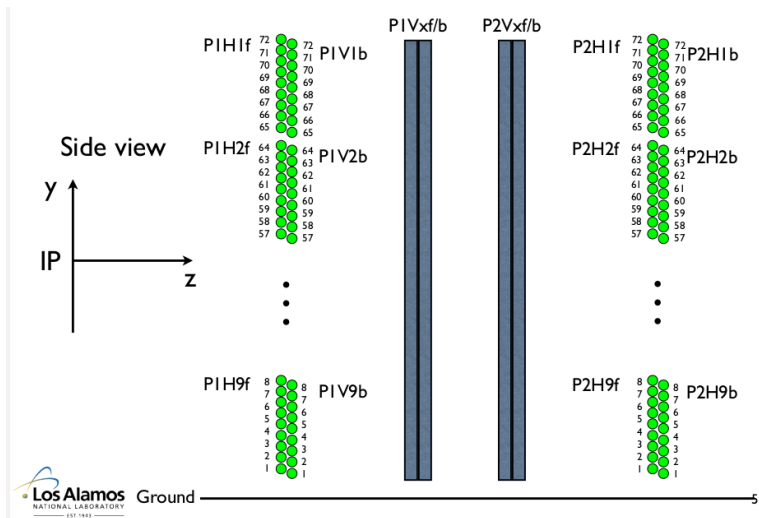 P1Vxf/b P2Vxf/b
P1H1f 72 71 70 69 68 67 66 65
72 71 70 69 68 67 66 65 P1V1b
P2H1f 72 71 70 69 68 67 66 65
72 71 70 69 68 67 66 65 P2H1b
Side view
P1H2f 64 63 62 61 60 59 58 57
64 63 62 61 60 59 58 57 P1V2b
P2H2f 64 63 62 61 60 59 58 57
64 63 62 61 60 59 58 57 P2H2b
y
IP
z
P1H9f 8 7 6 5 4 3 2 1
8 7 6 5 4 3 2 1 P1V9b
P2H9f 8 7 6 5 4 3 2 1
8 7 6 5 4 3 2 1 P2H9b
Los Alamos
NATIONAL LABORATORY
EST. 1943
Ground
5